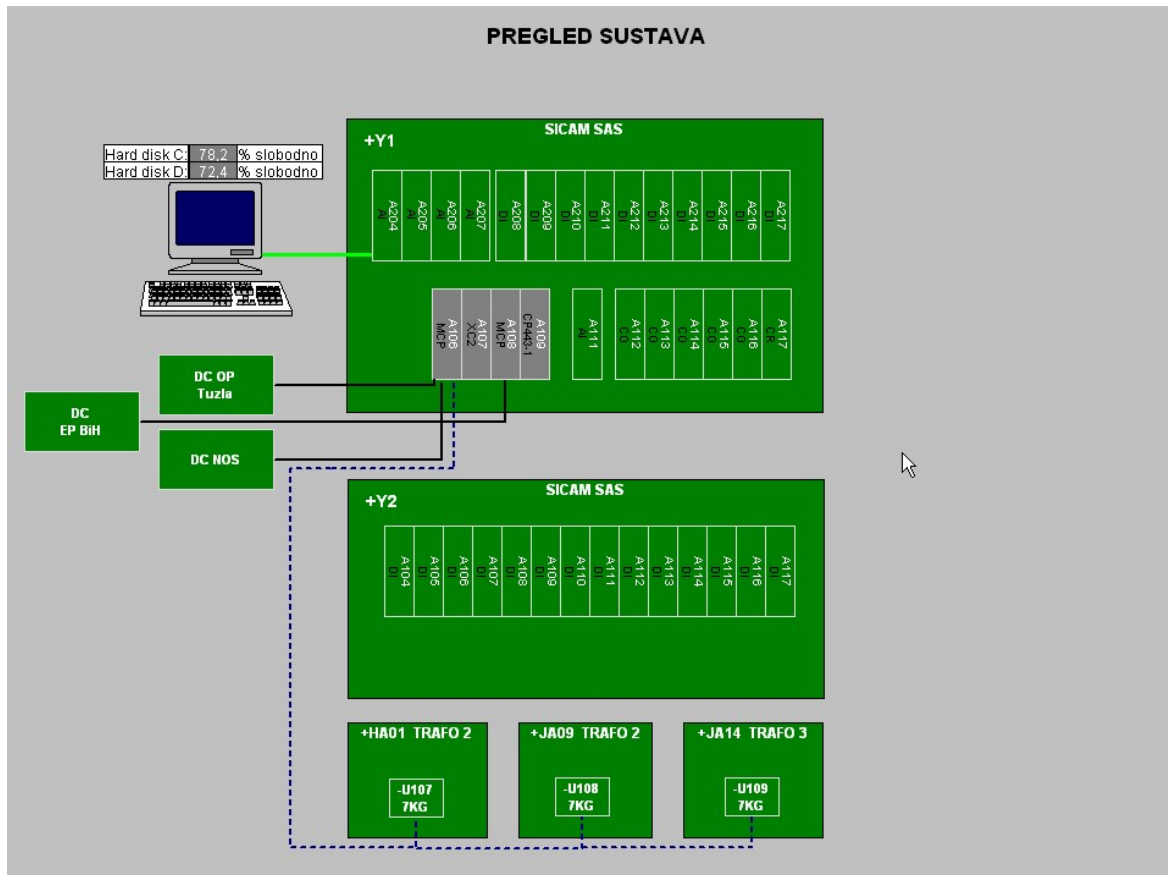 PREGLED SUSTAVA
Hard disk C: 78,2 % slobodno
Hard disk D: 72,4 % slobodno
SICAM SAS
+Y1
A204 AI
A205 AI
A206 AI
A207 AI
A208 DI
A209 DI
A210 DI
A211 DI
A212 DI
A213 DI
A214 DI
A215 DI
A216 DI
A217 DI
A106 MCP
A107 XC2
A108 MCP
A109 CP443-1
A111 AI
A112 CO
A113 CO
A114 CO
A115 CO
A116 CO
A117 CR
DC OP
Tuzla
DC
EP BiH
DC NOS
SICAM SAS
+Y2
A104 DI
A105 DI
A106 DI
A107 DI
A108 DI
A109 DI
A110 DI
A111 DI
A112 DI
A113 DI
A114 DI
A115 DI
A116 DI
A117 DI
+HA01 TRAFO 2
-U107
7KG
+JA09 TRAFO 2
-U108
7KG
+JA14 TRAFO 3
-U109
7KG